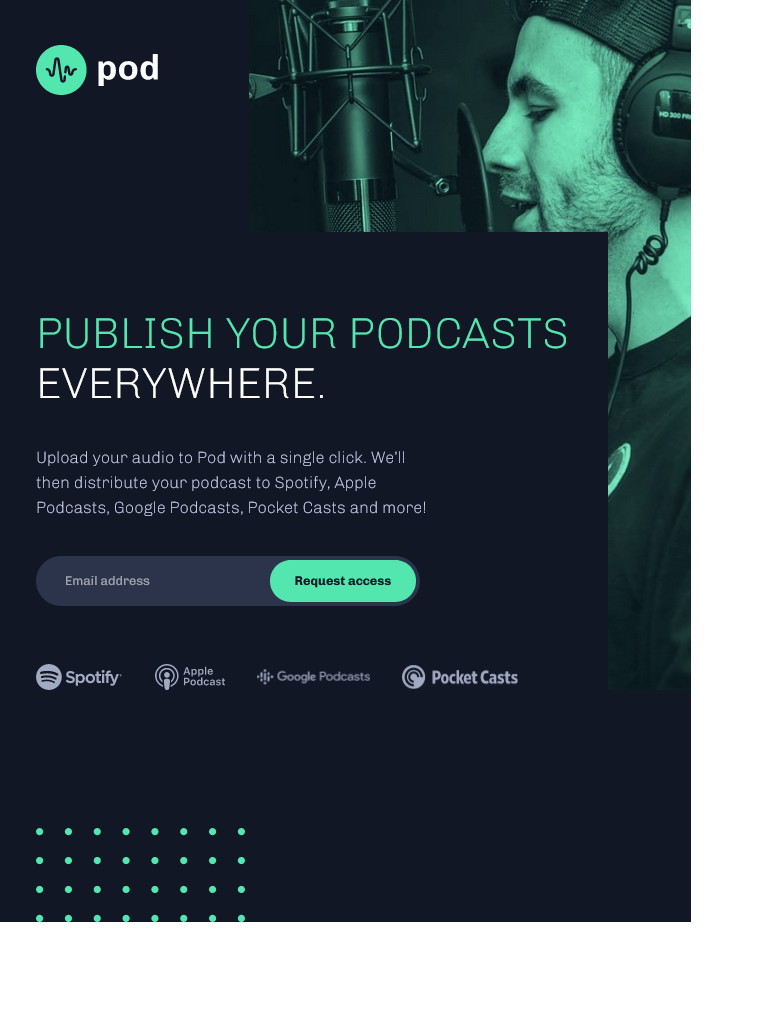 pod
HD 300 PRO
PUBLISH YOUR PODCASTS
EVERYWHERE.
Upload your audio to Pod with a single click. We’ll
then distribute your podcast to Spotify, Apple
Podcasts, Google Podcasts, Pocket Casts and more!
Email address
Request access
Spotify
Apple
Podcast
Google Podcasts
Pocket Casts